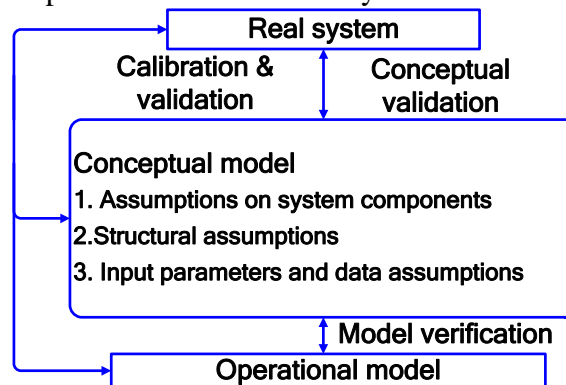 Real system
Calibration &
validation
Conceptual
validation
Conceptual model
1. Assumptions on system components
2.Structural assumptions
3. Input parameters and data assumptions
Model verification
Operational model